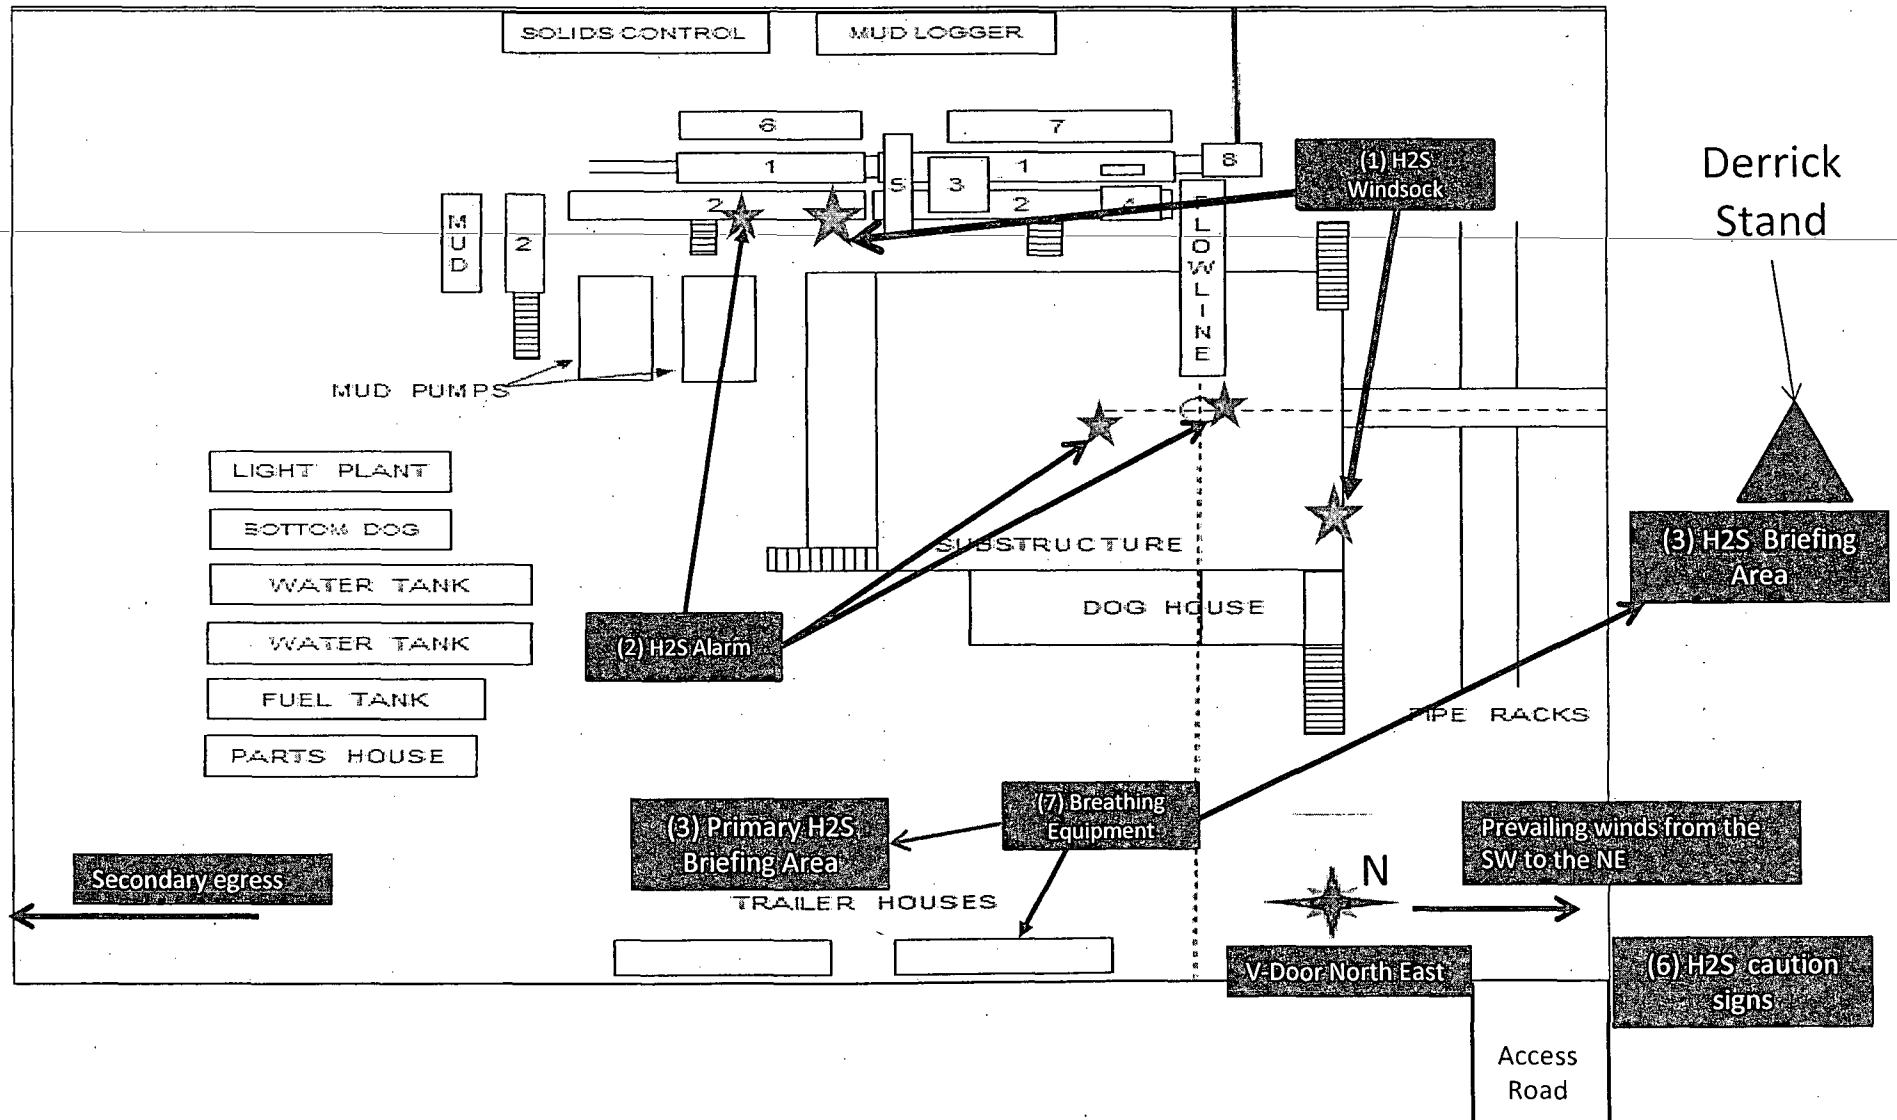 SOLIDS CONTROL
MUD LOGGER
6
7
1
1
8
S
3
2
2
4
MUD
2
FLOWLINE
(1) H2S
Windsock
Derrick
Stand
MUD PUMPS
LIGHT PLANT
BOTTOM DOG
WATER TANK
WATER TANK
FUEL TANK
PARTS HOUSE
SUBSTRUCTURE
DOG HOUSE
(2) H2S Alarm
(3) H2S Briefing
Area
PIPE RACKS
(7) Breathing
Equipment
(3) Primary H2S
Briefing Area
Prevailing winds from the
SW to the NE
N
Secondary egress
TRAILER HOUSES
V-Door North East
(6) H2S caution
signs
Access
Road